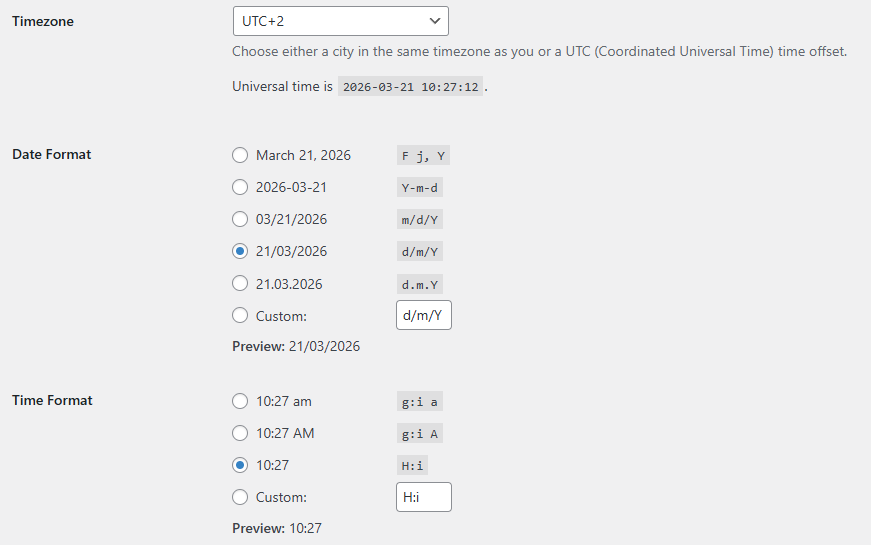 Timezone UTC+2
Choose either a city in the same timezone as you or a UTC (Coordinated Universal Time) time offset.
Universal time is 2026-03-21 10:27:12 .
Date Format March 21, 2026 F j, Y
2026-03-21 Y-m-d
03/21/2026 m/d/Y
21/03/2026 d/m/Y
21.03.2026 d.m.Y
Custom: d/m/Y
Preview: 21/03/2026
Time Format 10:27 am g:i a
10:27 AM g:i A
10:27 H:i
Custom: H:i
Preview: 10:27